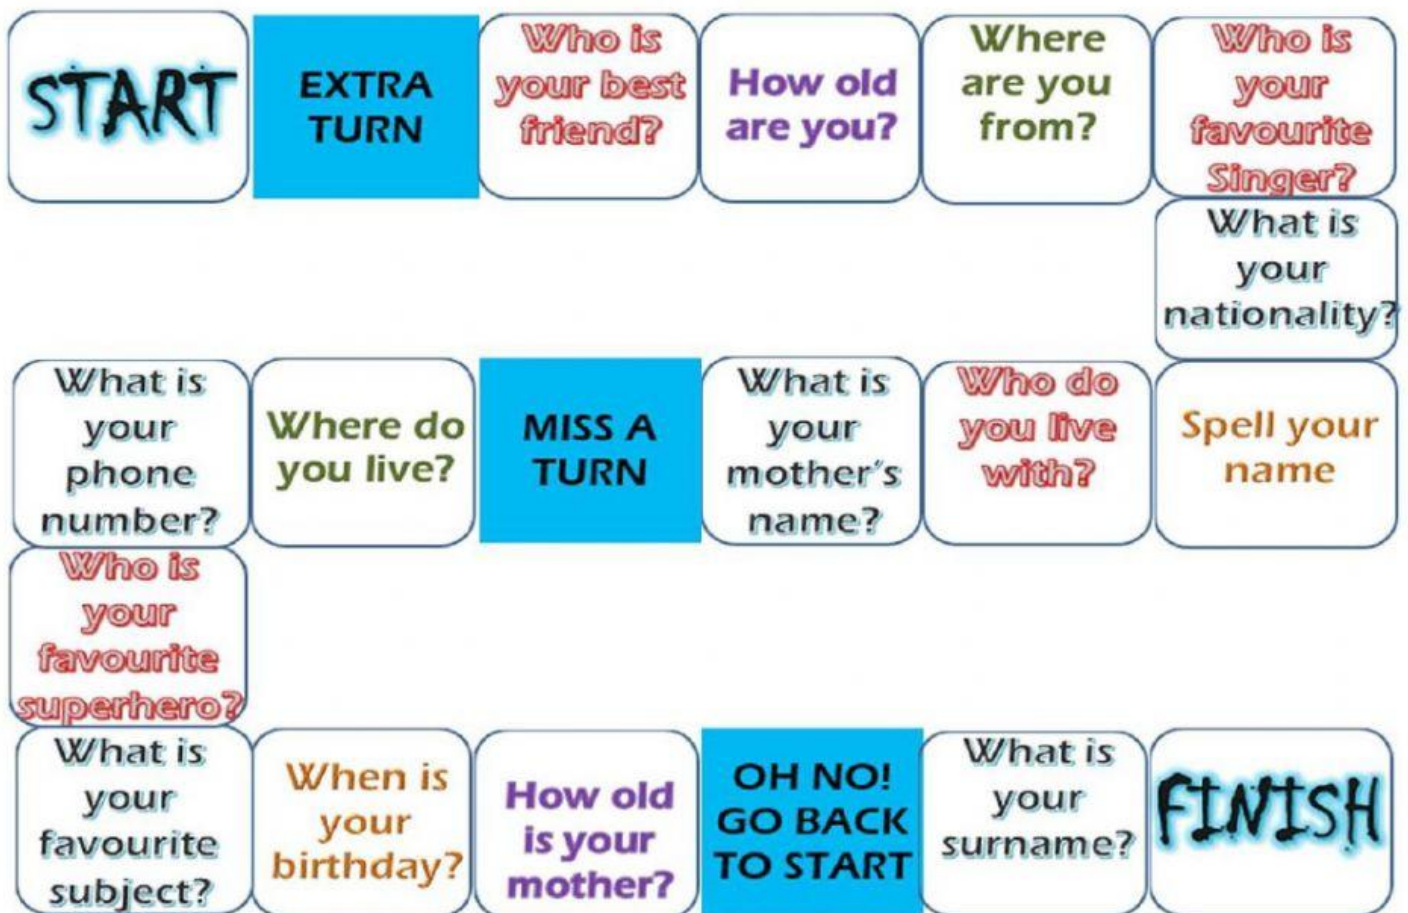 START
EXTRA
TURN
Who is
your best
friend?
How old
are you?
Where
are you
from?
Who is
your
favourite
Singer?
What is
your
nationality?
Spell your
name
Who do
you live
with?
What is
your
mother's
name?
MISS A
TURN
Where do
you live?
What is
your
phone
number?
Who is
your
favourite
superhero?
What is
your
favourite
subject?
When is
your
birthday?
How old
is your
mother?
OH NO!
GO BACK
TO START
What is
your
surname?
FINISH